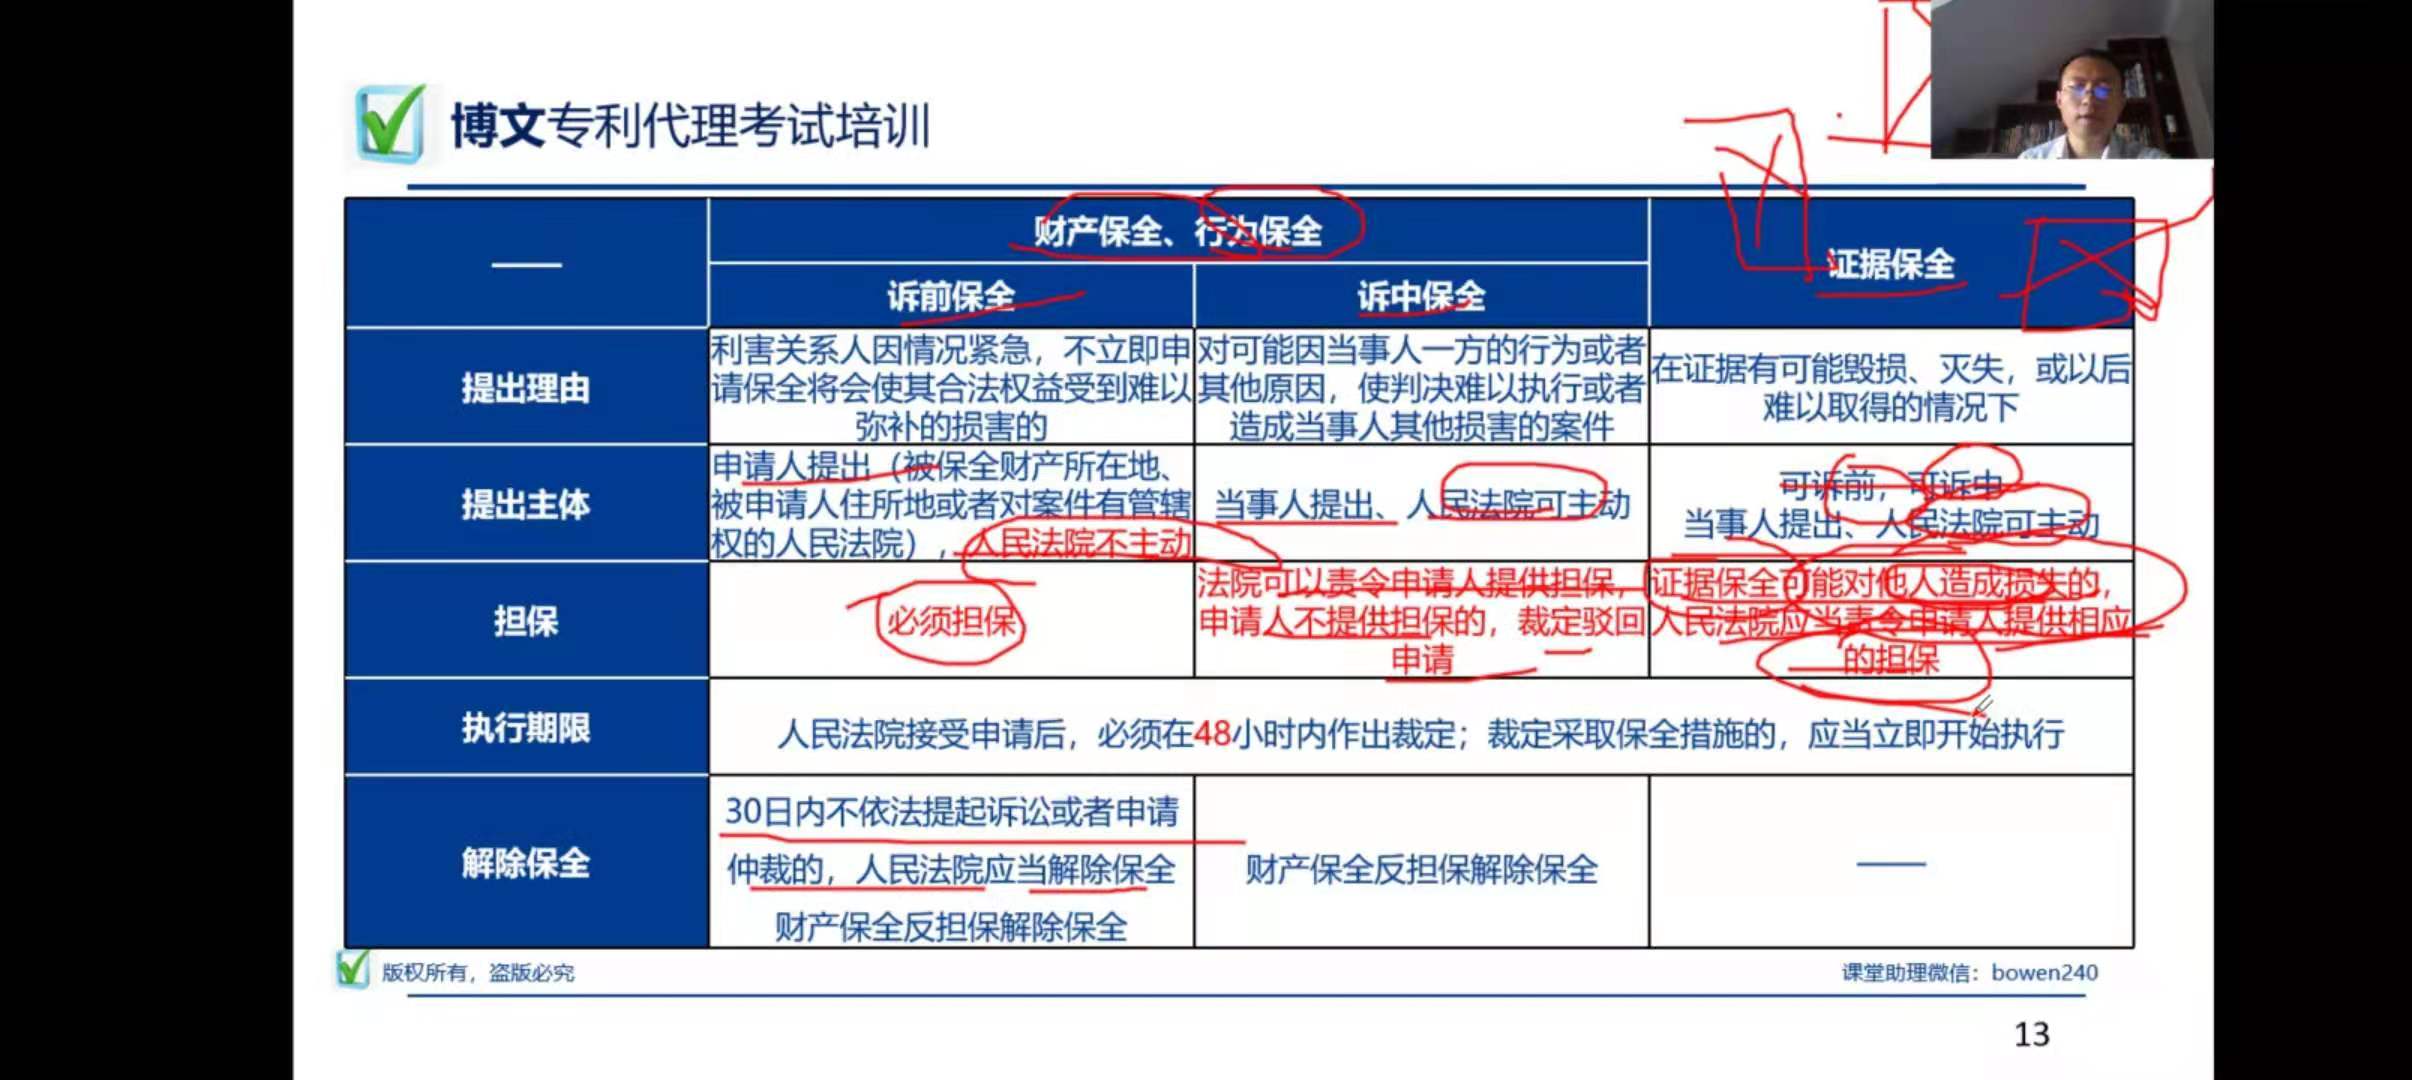 博文专利代理考试培训
——
财产保全、行为保全
证据保全
诉前保全
诉中保全
提出理由
利害关系人因情况紧急，不立即申
请保全将会使其合法权益受到难以
弥补的损害的
对可能因当事人一方的行为或者
其他原因，使判决难以执行或者
造成当事人其他损害的案件
在证据有可能毁损、灭失，或以后
难以取得的情况下
提出主体
申请人提出（被保全财产所在地、
被申请人住所地或者对案件有管辖
权的人民法院），人民法院不主动
当事人提出、人民法院可主动
可诉前，可诉中
当事人提出、人民法院可主动
担保
必须担保
法院可以责令申请人提供担保，
申请人不提供担保的，裁定驳回
申请
证据保全可能对他人造成损失的，
人民法院应当责令申请人提供相应
的担保
执行期限
人民法院接受申请后，必须在48小时内作出裁定；裁定采取保全措施的，应当立即开始执行
解除保全
30日内不依法提起诉讼或者申请
仲裁的，人民法院应当解除保全
财产保全反担保解除保全
财产保全反担保解除保全
——
版权所有，盗版必究
课堂助理微信：bowen240
13